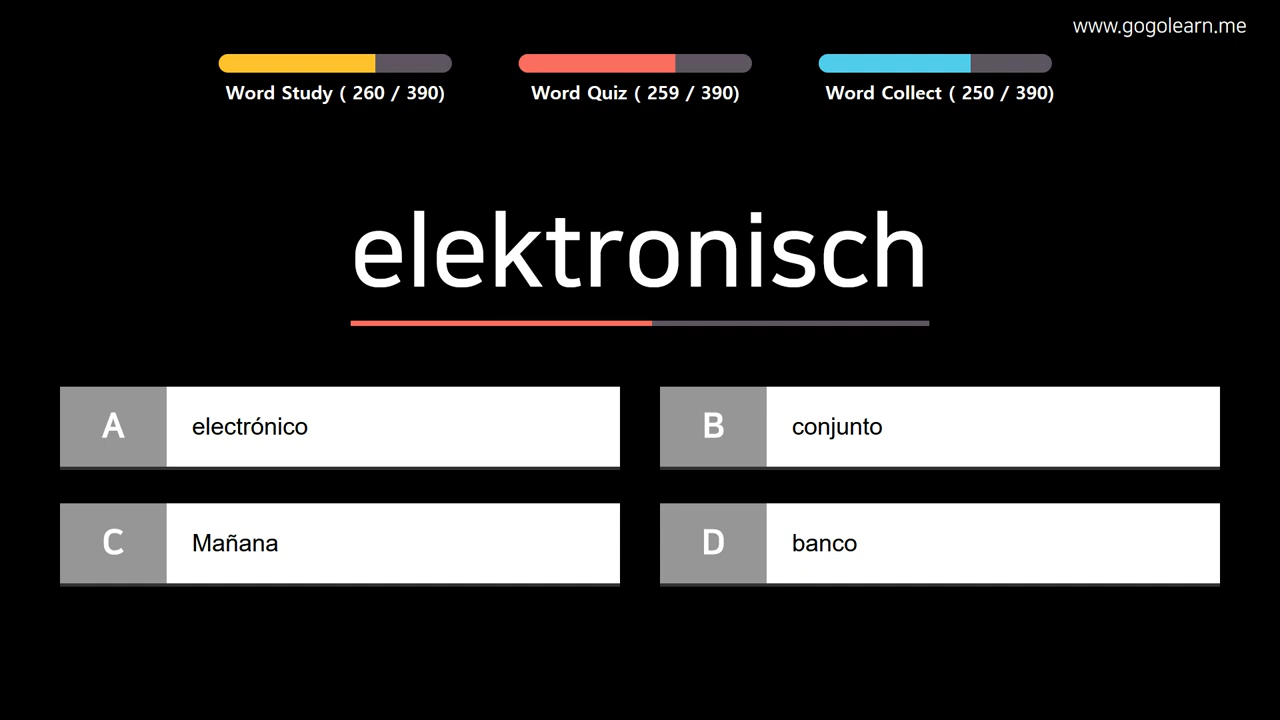 www.gogolearn.me
Word Study ( 260 / 390)
Word Quiz ( 259 / 390)
Word Collect ( 250 / 390)
elektronisch
A electrónico
B conjunto
C Mañana
D banco